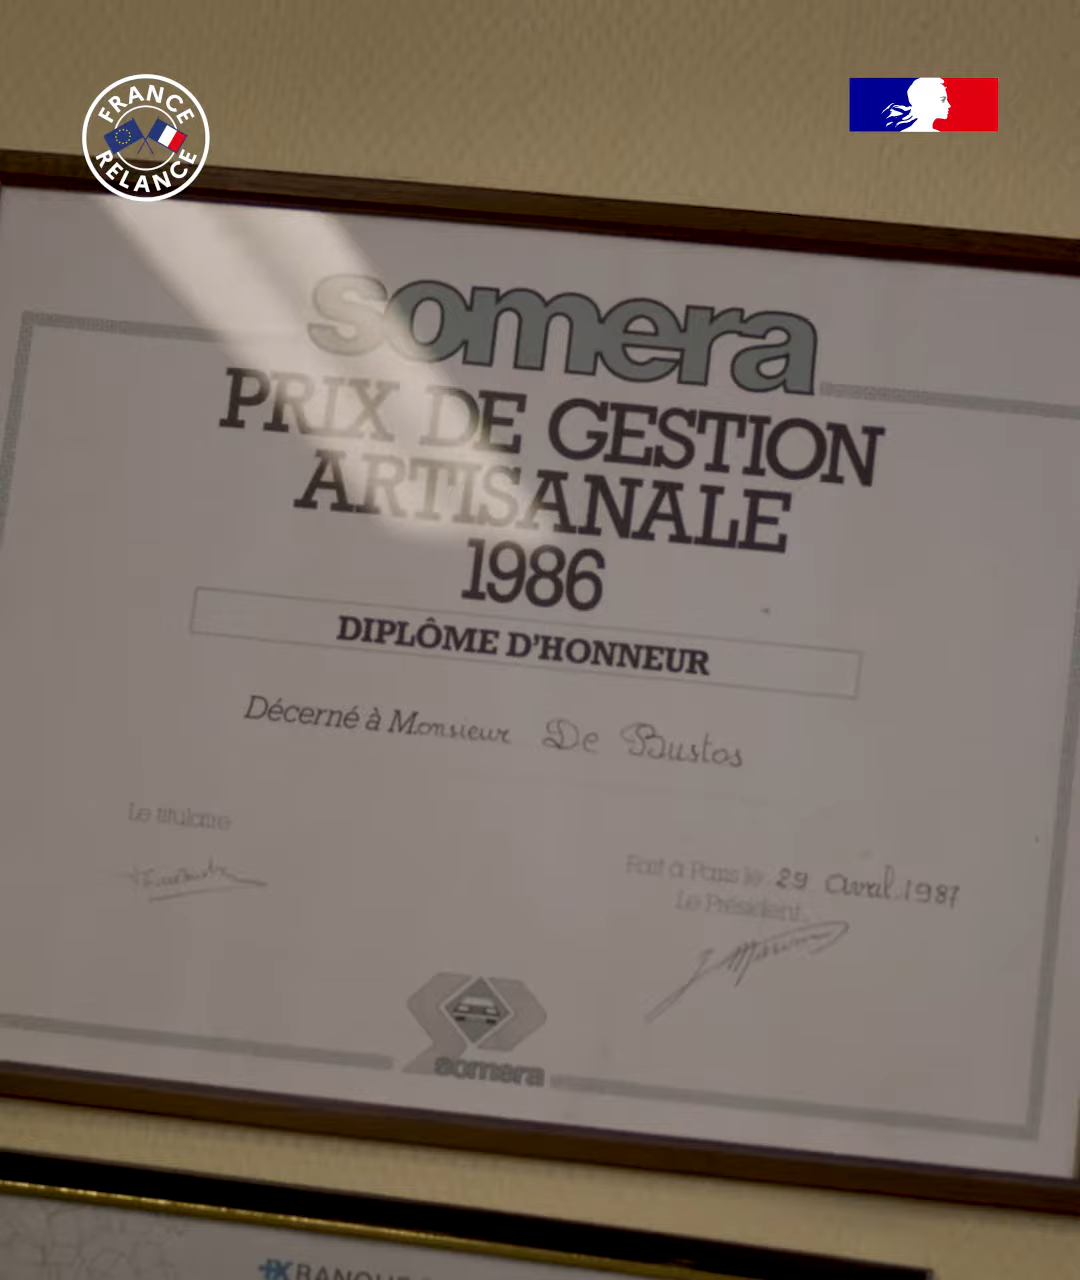 FRANCE
RELANCE
somera
PRIX DE GESTION
ARTISANALE
1986
DIPLÔME D'HONNEUR
Décerné à Monsieur De Bustos
Le titulaire
Fait à Paris le 29 avril 1987
Le Président,
somera
BANQUE